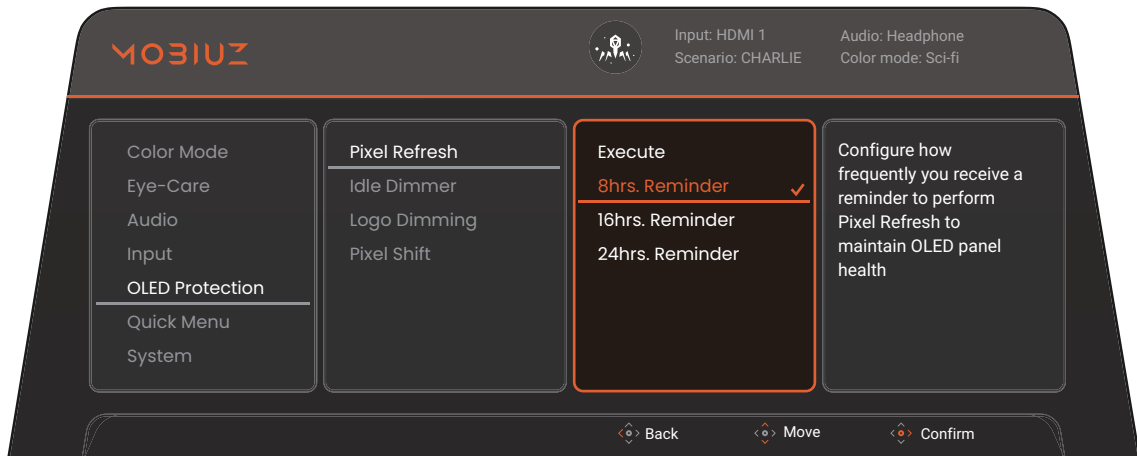 MOBIUZ
Input: HDMI 1
Scenario: CHARLIE
Audio: Headphone
Color mode: Sci-fi
Color Mode
Eye-Care
Audio
Input
OLED Protection
Quick Menu
System
Pixel Refresh
Idle Dimmer
Logo Dimming
Pixel Shift
Execute
8hrs. Reminder
16hrs. Reminder
24hrs. Reminder
Configure how
frequently you receive a
reminder to perform
Pixel Refresh to
maintain OLED panel
health
Back
Move
Confirm